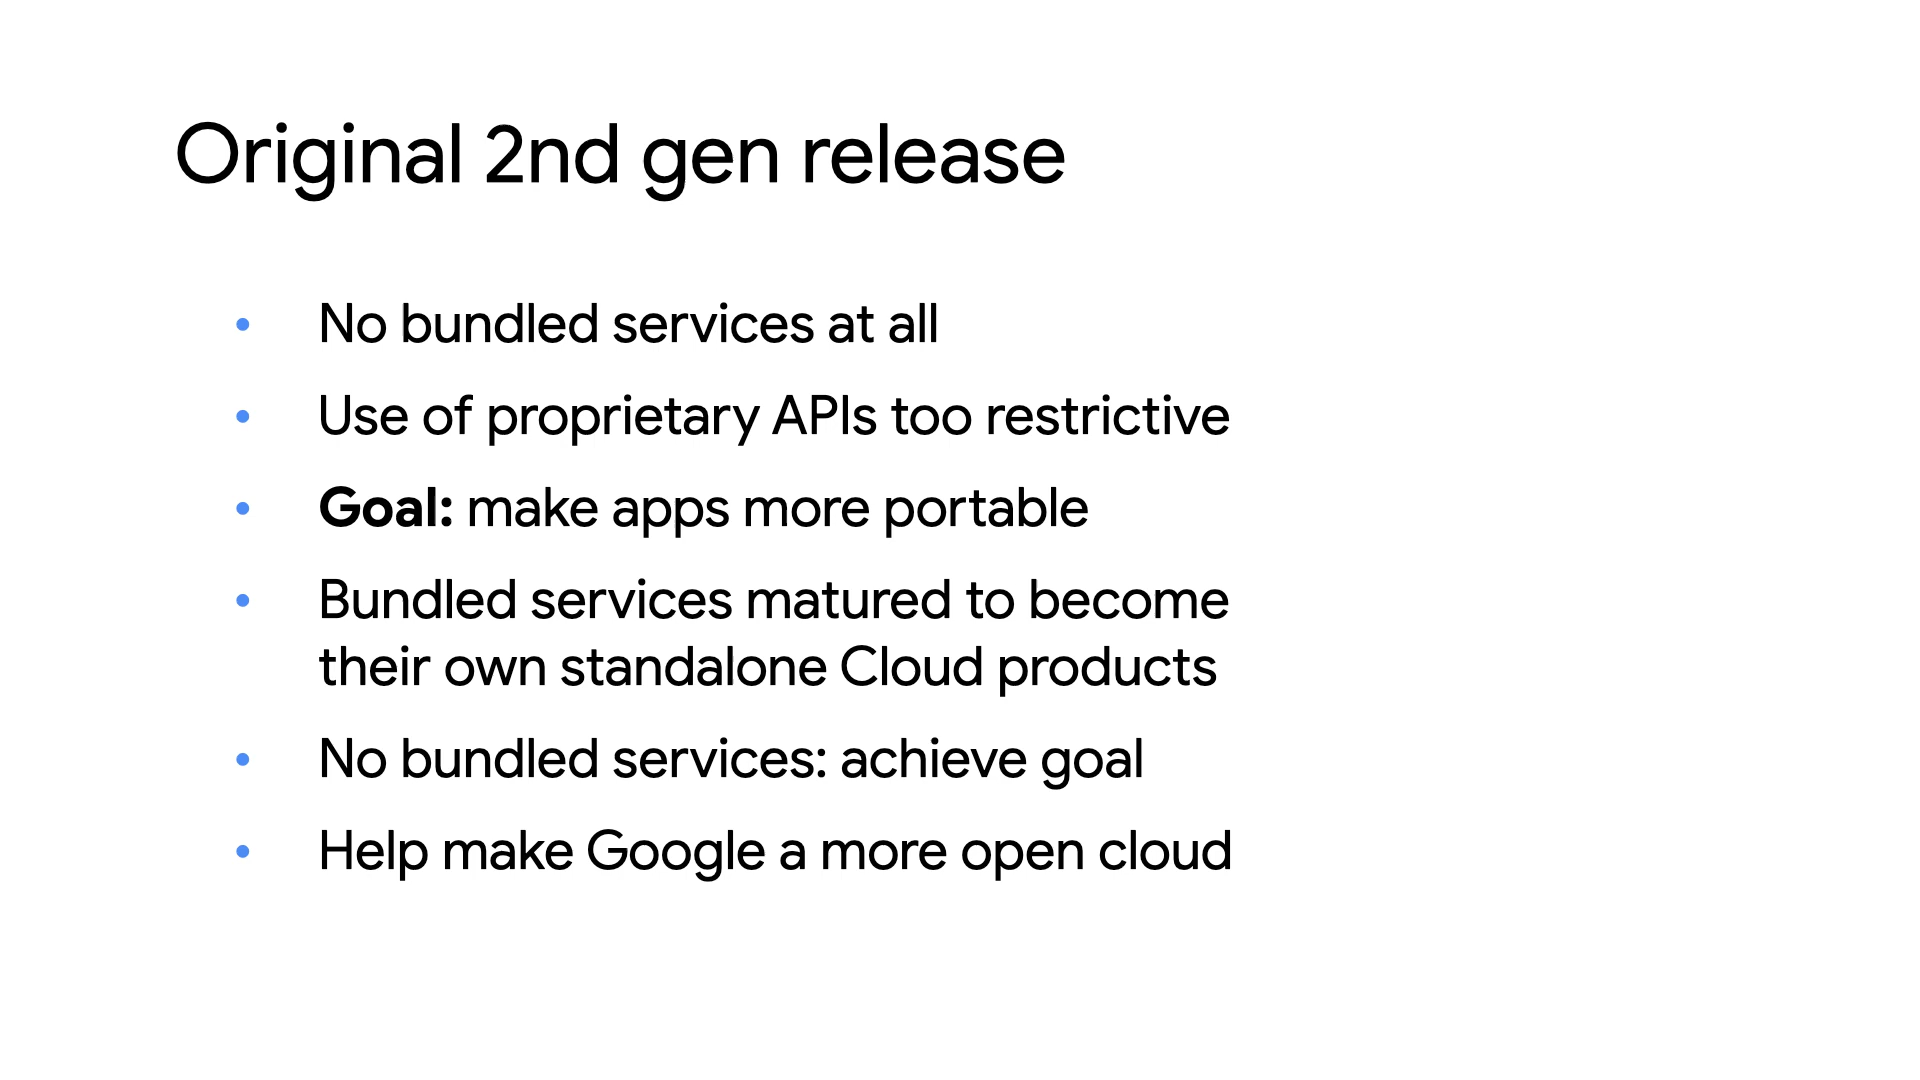 Original 2nd gen release
• No bundled services at all
• Use of proprietary APIs too restrictive
• Goal: make apps more portable
• Bundled services matured to become
their own standalone Cloud products
• No bundled services: achieve goal
• Help make Google a more open cloud